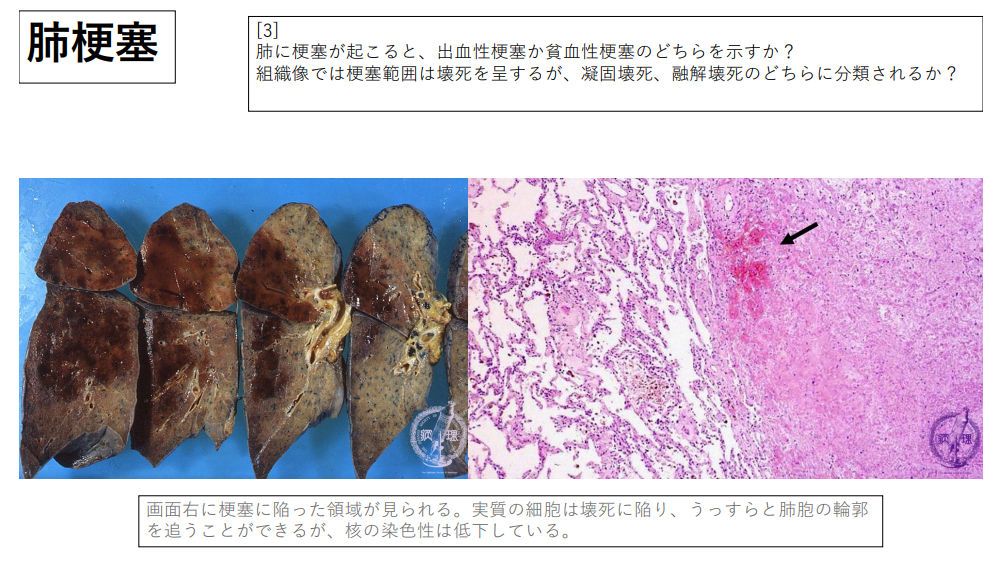 肺梗塞
[3]
肺に梗塞が起こると、出血性梗塞か貧血性梗塞のどちらを示すか？
組織像では梗塞範囲は壊死を呈するが、凝固壊死、融解壊死のどちらに分類されるか？
病理
画面右に梗塞に陥った領域が見られる。実質の細胞は壊死に陥り、うっすらと肺胞の輪郭
を追うことができるが、核の染色性は低下している。